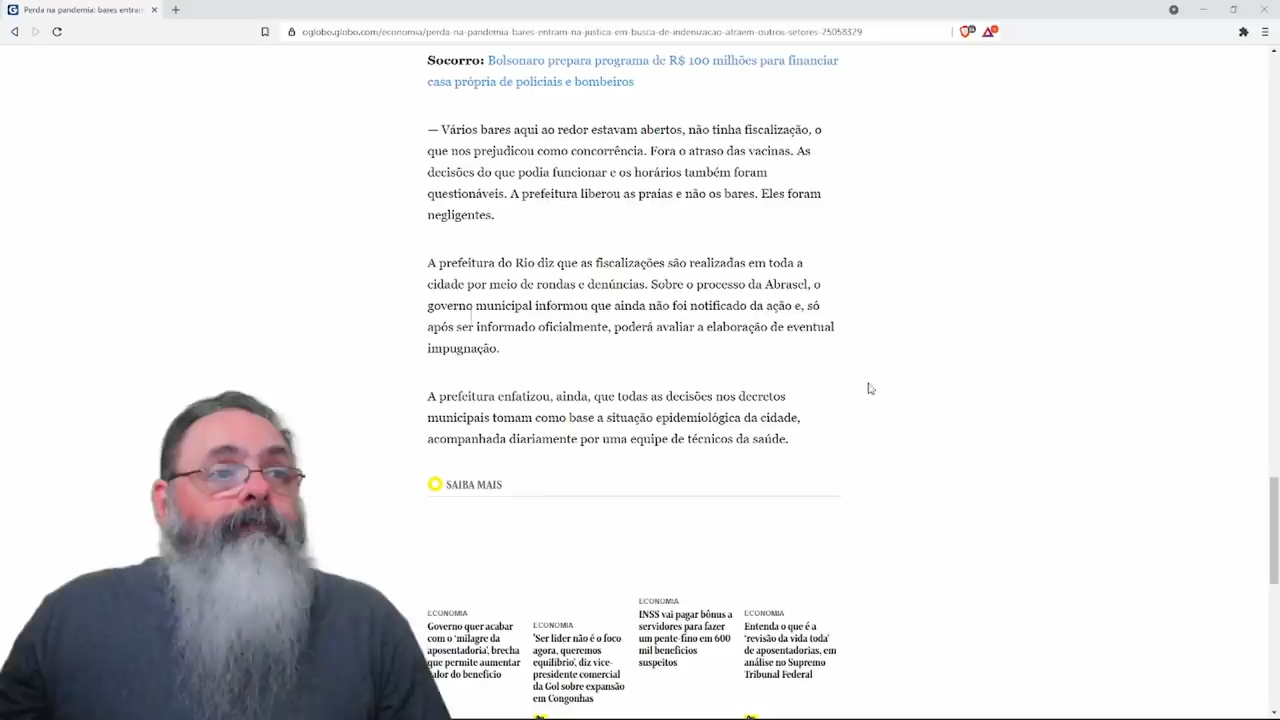 Perda na pandemia: bares entram
oglobo.globo.com/economia/perda-na-pandemia-bares-entram-na-justica-em-busca-de-indenizacao-atraem-outros-setores-25058329
Socorro: Bolsonaro prepara programa de R$ 100 milhões para financiar
casa própria de policiais e bombeiros
— Vários bares aqui ao redor estavam abertos, não tinha fiscalização, o
que nos prejudicou como concorrência. Fora o atraso das vacinas. As
decisões do que podia funcionar e os horários também foram
questionáveis. A prefeitura liberou as praias e não os bares. Eles foram
negligentes.
A prefeitura do Rio diz que as fiscalizações são realizadas em toda a
cidade por meio de rondas e denúncias. Sobre o processo da Abrasel, o
governo municipal informou que ainda não foi notificado da ação e, só
após ser informado oficialmente, poderá avaliar a elaboração de eventual
impugnação.
A prefeitura enfatizou, ainda, que todas as decisões nos decretos
municipais tomam como base a situação epidemiológica da cidade,
acompanhada diariamente por uma equipe de técnicos da saúde.
SAIBA MAIS
ECONOMIA
Governo quer acabar
com o 'milagre da
aposentadoria', brecha
que permite aumentar
valor do benefício
ECONOMIA
'Ser líder não é o foco
agora, queremos
equilíbrio', diz vice-
presidente comercial
da Gol sobre expansão
em Congonhas
ECONOMIA
INSS vai pagar bônus a
servidores para fazer
um pente-fino em 600
mil benefícios
suspeitos
ECONOMIA
Entenda o que é a
'revisão da vida toda'
de aposentadorias, em
análise no Supremo
Tribunal Federal